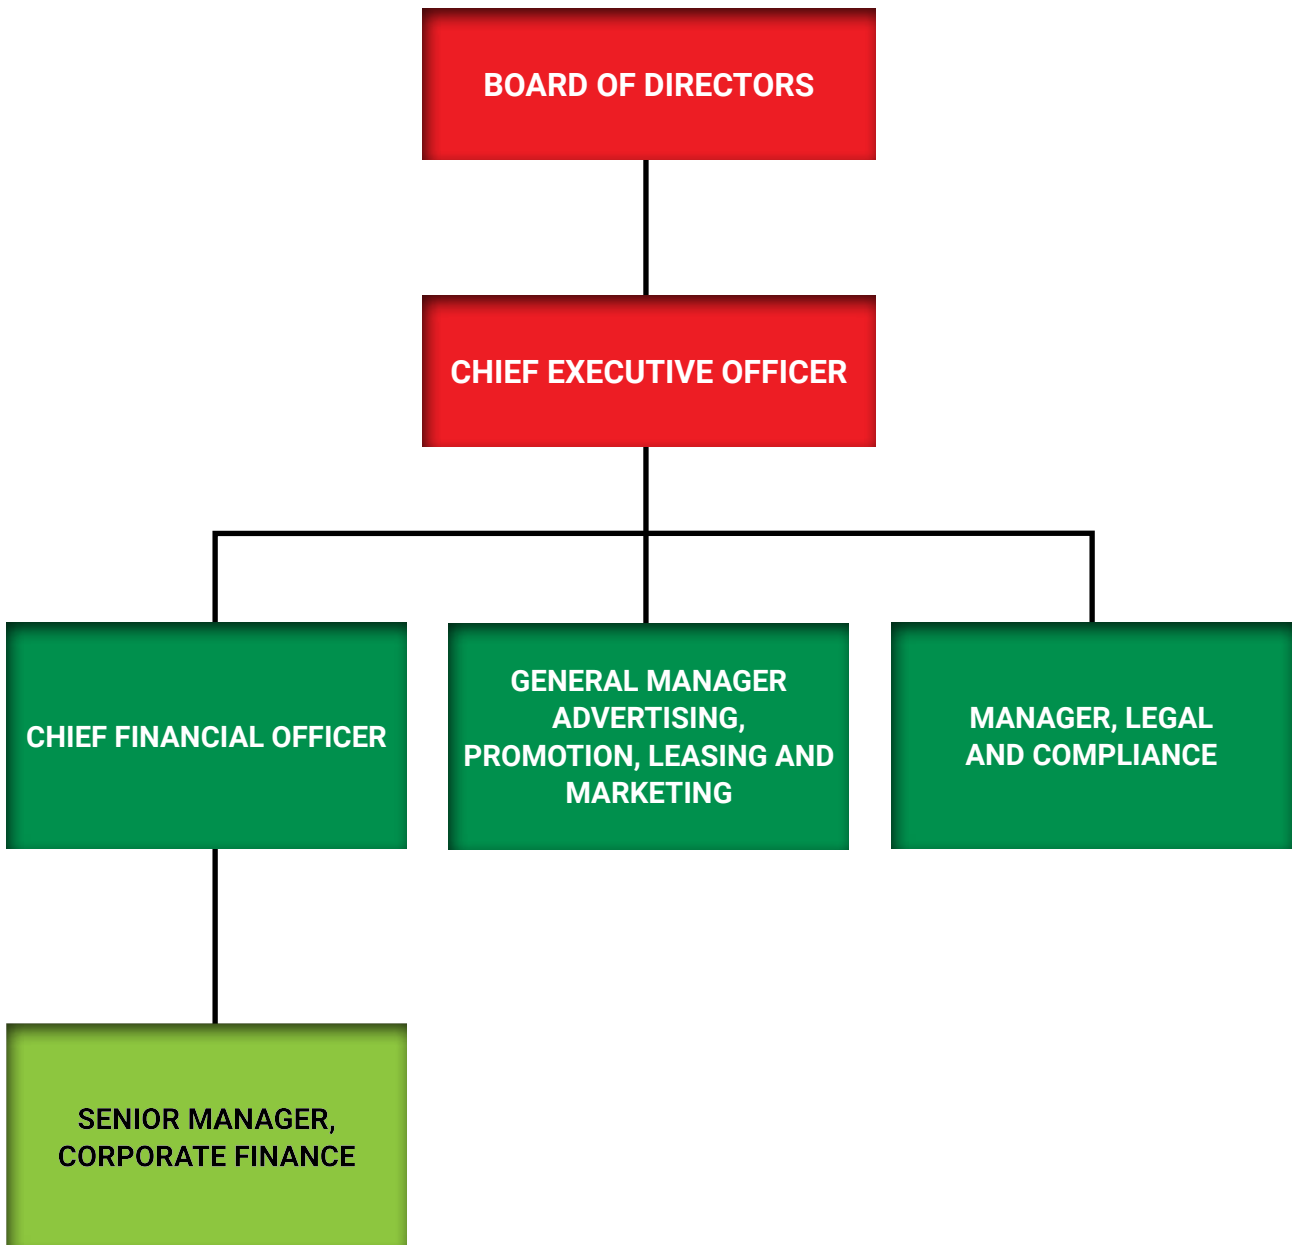 BOARD OF DIRECTORS
CHIEF EXECUTIVE OFFICER
CHIEF FINANCIAL OFFICER
GENERAL MANAGER
ADVERTISING,
PROMOTION, LEASING AND
MARKETING
MANAGER, LEGAL
AND COMPLIANCE
SENIOR MANAGER,
CORPORATE FINANCE